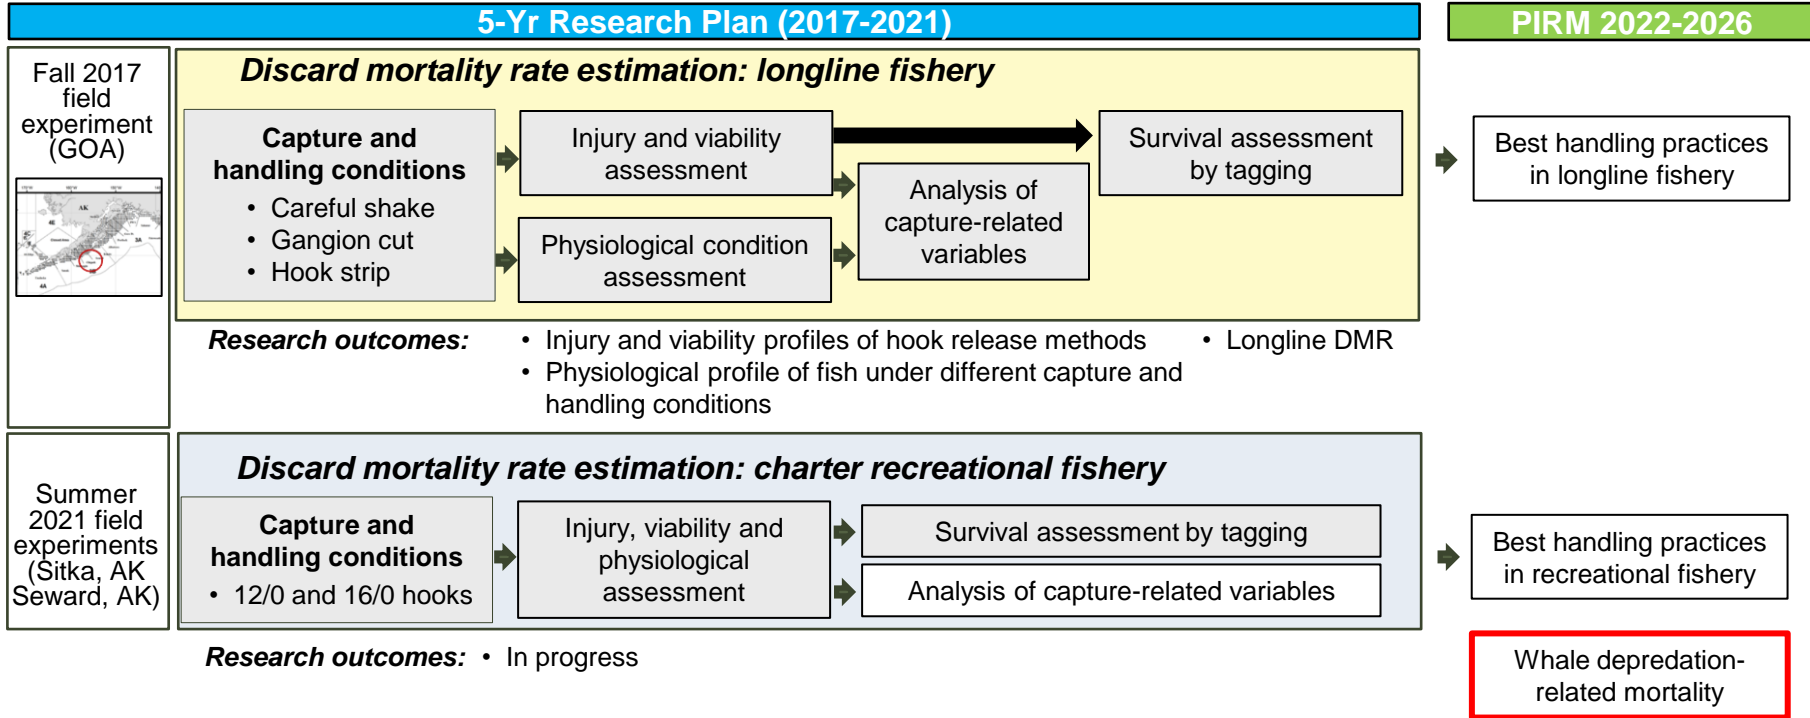 5-Yr Research Plan (2017-2021)
PIRM 2022-2026
Fall 2017
field
experiment
(GOA)
AK
4E
3A
4A
Discard mortality rate estimation: longline fishery
Capture and
handling conditions
• Careful shake
• Gangion cut
• Hook strip
Injury and viability
assessment
Physiological condition
assessment
Analysis of
capture-related
variables
Survival assessment
by tagging
Best handling practices
in longline fishery
Research outcomes:
• Injury and viability profiles of hook release methods
• Physiological profile of fish under different capture and
handling conditions
• Longline DMR
Summer
2021 field
experiments
(Sitka, AK
Seward, AK)
Discard mortality rate estimation: charter recreational fishery
Capture and
handling conditions
• 12/0 and 16/0 hooks
Injury, viability and
physiological
assessment
Survival assessment by tagging
Analysis of capture-related variables
Best handling practices
in recreational fishery
Research outcomes: • In progress
Whale depredation-
related mortality